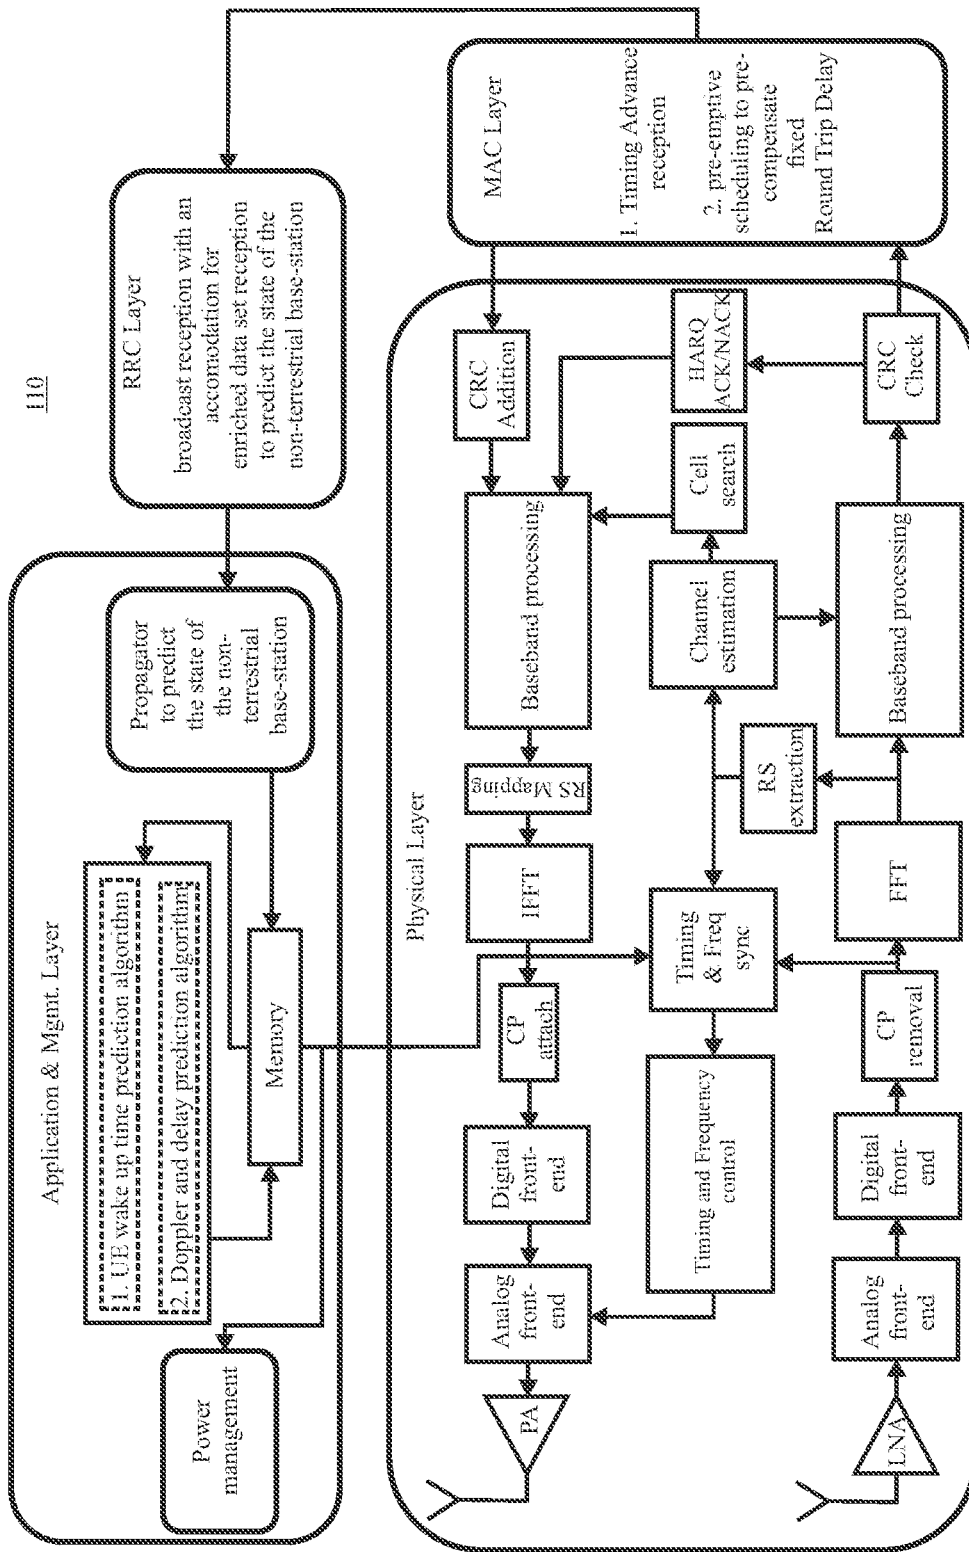 110
Application & Mgmt. Layer
Power
management
1. UE wake up time prediction algorithm
2. Doppler and delay prediction algorithm
Memory
Propagator
to predict
the state of
the non-
terrestrial
base-station
RRC Layer
broadcast reception with an
accomodation for
enriched data set reception
to predict the state of the
non-terrestrial base-station
Physical Layer
PA
Analog
front-
end
Digital
front-
end
CP
attach
IFFT
RS Mapping
Baseband processing
CRC
Addition
Timing and Frequency
control
Timing
& Freq
sync
Channel
estimation
Cell
search
HARQ
ACK/NACK
RS
extraction
LNA
Analog
front-
end
Digital
front-
end
CP
removal
FFT
Baseband processing
CRC
Check
MAC Layer
1. Timing Advance
reception
2. pre-emptive
scheduling to pre-
compensate
fixed
Round Trip Delay